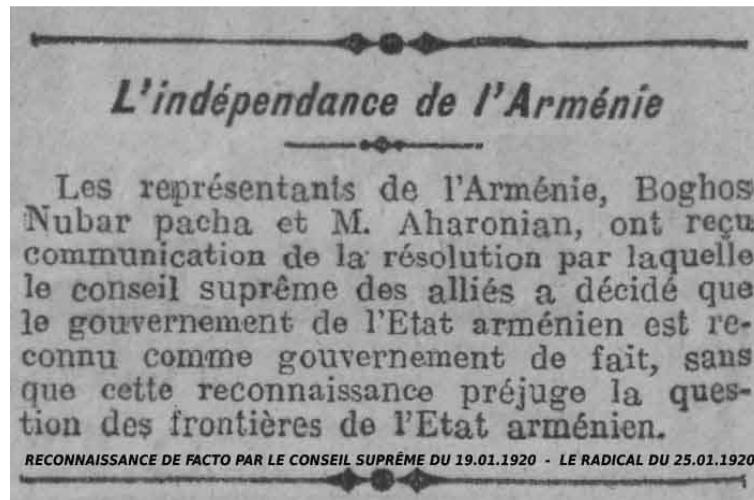 L'indépendance de l'Arménie
Les représentants de l'Arménie, Boghos
Nubar pacha et M. Aharonian, ont reçu
communication de la résolution par laquelle
le conseil suprême des alliés a décidé que
le gouvernement de l'Etat arménien est re-
connu comme gouvernement de fait, sans
que cette reconnaissance préjuge la ques-
tion des frontières de l'Etat arménien.
RECONNAISSANCE DE FACTO PAR LE CONSEIL SUPRÊME DU 19.01.1920 - LE RADICAL DU 25.01.1920